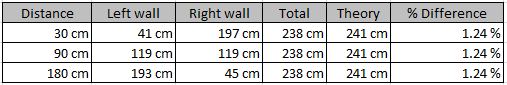 Distance Left wall Right wall Total Theory % Difference
30 cm 41 cm 197 cm 238 cm 241 cm 1.24 %
90 cm 119 cm 119 cm 238 cm 241 cm 1.24 %
180 cm 193 cm 45 cm 238 cm 241 cm 1.24 %